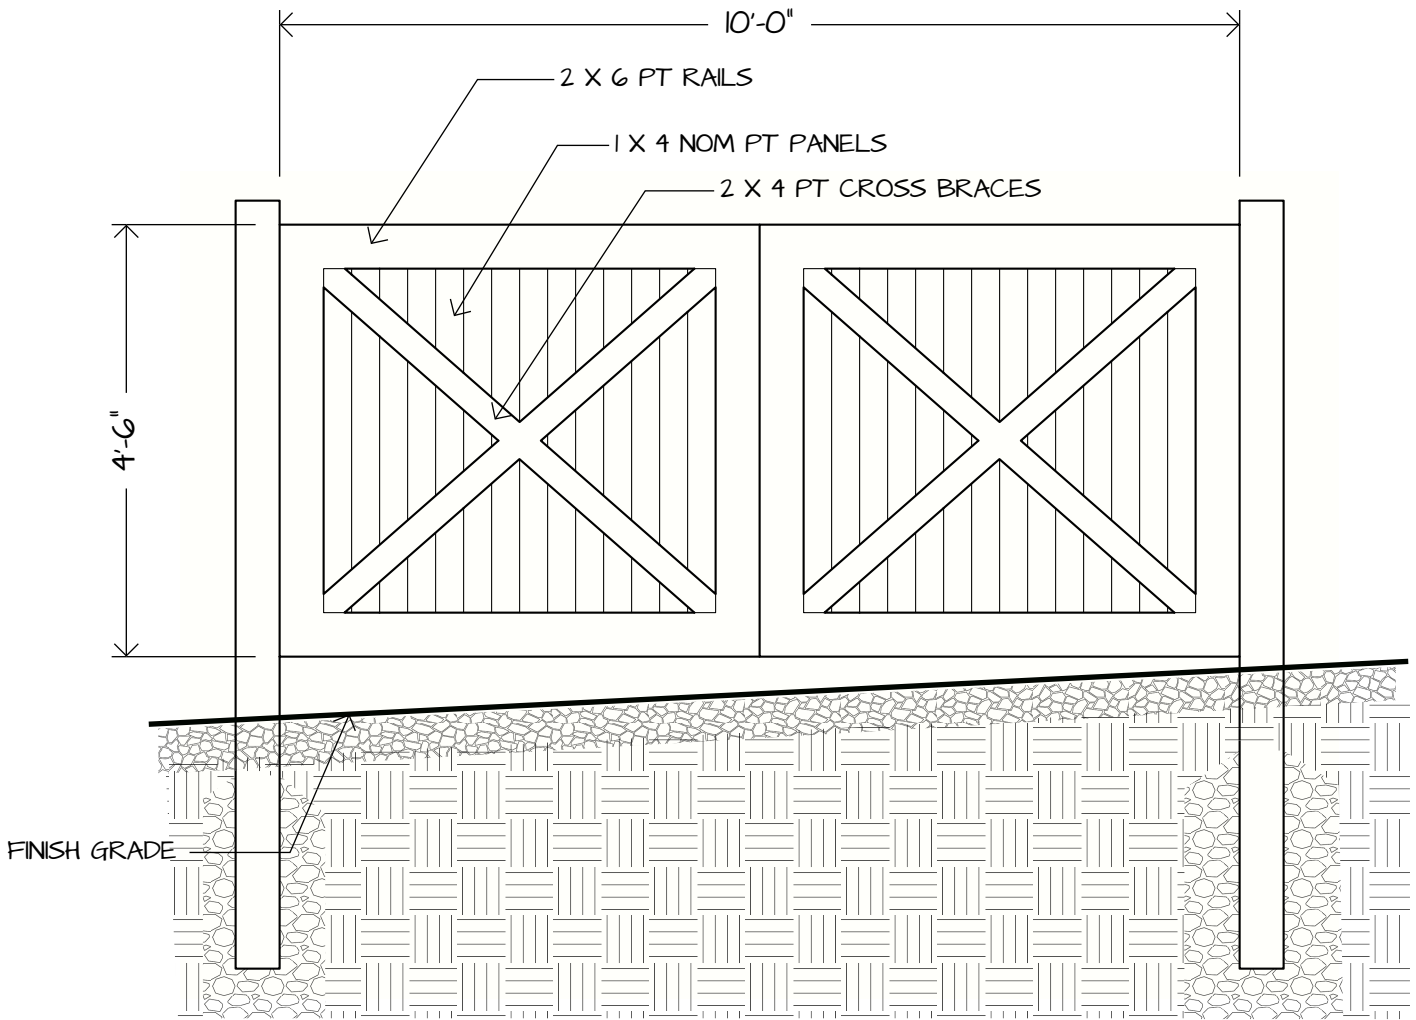 10'-0"
2 X 6 PT RAILS
1 X 4 NOM PT PANELS
2 X 4 PT CROSS BRACES
4'-6"
FINISH GRADE